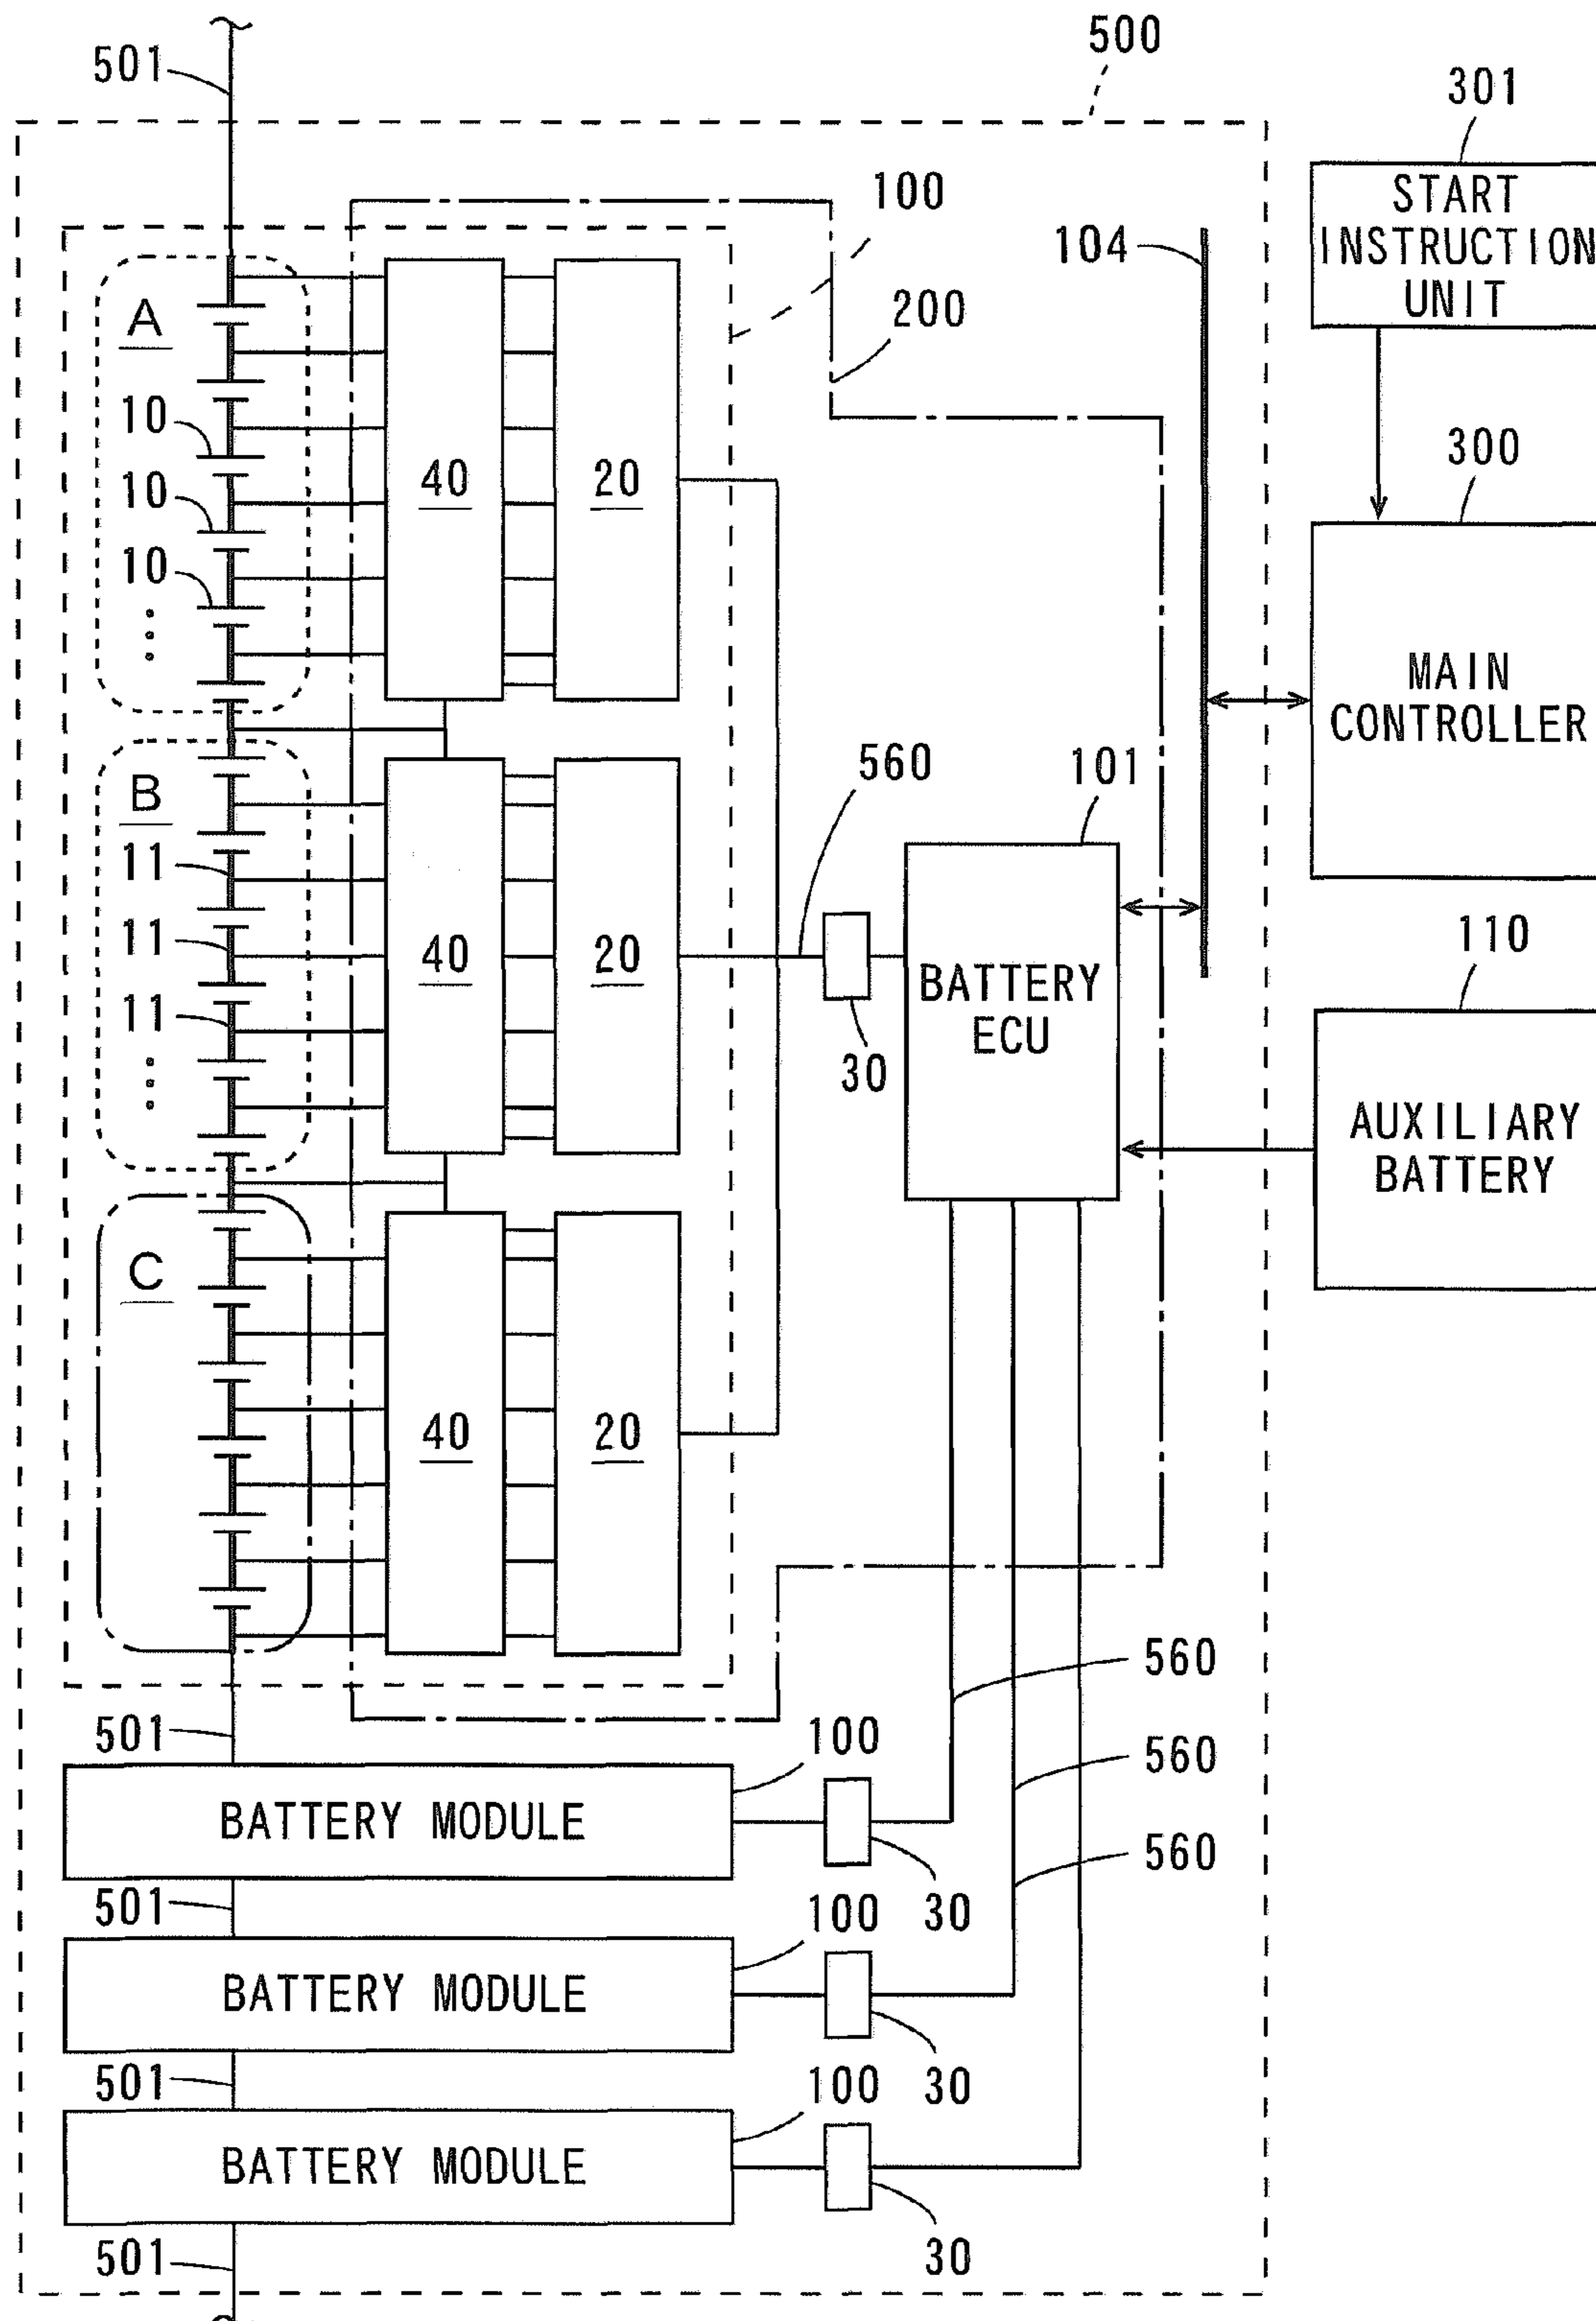 500
501
301
START
INSTRUCTION
UNIT
100
104
200
A
10
10
10
40
20
300
MAIN
CONTROLLER
560
101
B
11
11
11
40
20
30
BATTERY
ECU
110
AUXILIARY
BATTERY
C
40
20
560
501
100
BATTERY MODULE
560
560
30
501
100
BATTERY MODULE
30
501
100
BATTERY MODULE
30
501